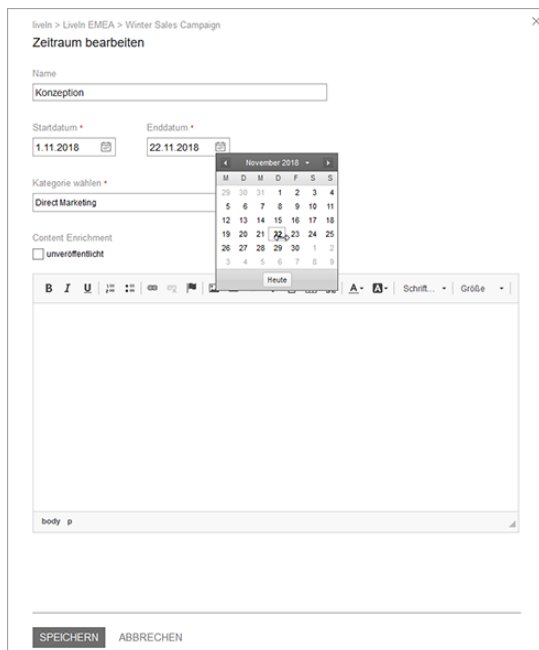 liveIn > LiveIn EMEA > Winter Sales Campaign
Zeitraum bearbeiten
Name
Konzeption
Startdatum •
Enddatum •
1.11.2018
22.11.2018
November 2018
M D M D F S S
29 30 31 1 2 3 4
5 6 7 8 9 10 11
12 13 14 15 16 17 18
19 20 21 22 23 24 25
26 27 28 29 30 1 2
3 4 5 6 7 8 9
Heute
Kategorie wählen •
Direct Marketing
Content Enrichment
unveröffentlicht
B I U A A Schrift... Größe
body p
SPEICHERN ABBRECHEN